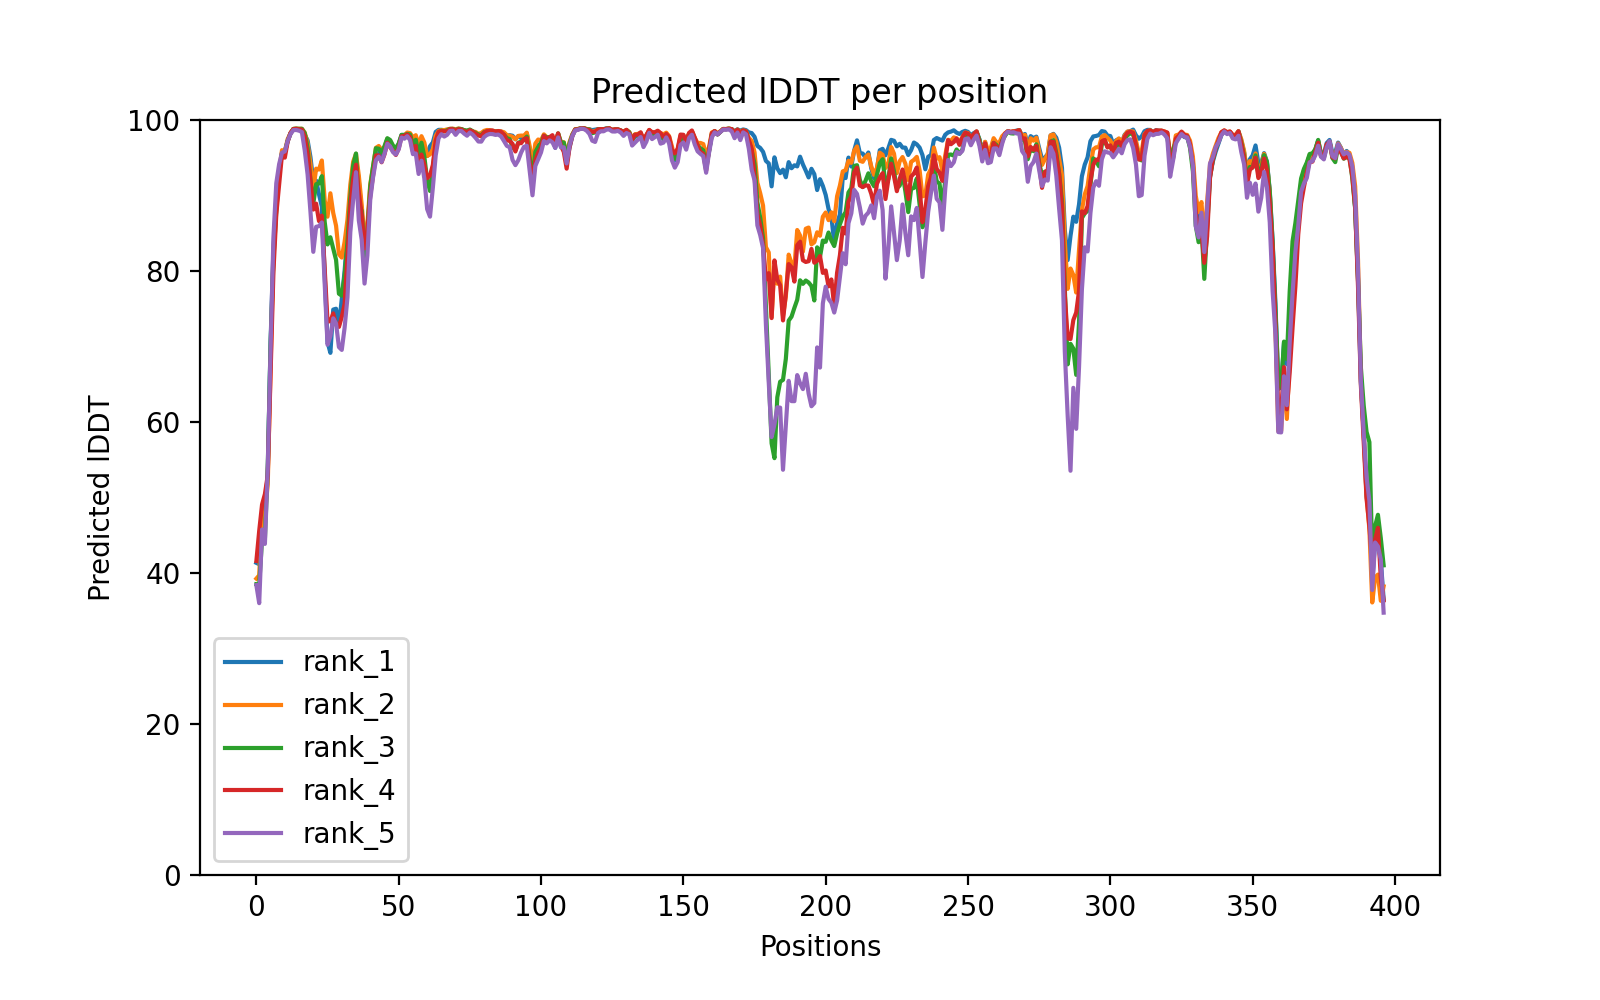 Predicted lDDT per position
100
80
60
40
20
0
Predicted lDDT
rank_1
rank_2
rank_3
rank_4
rank_5
0 50 100 150 200 250 300 350 400
Positions